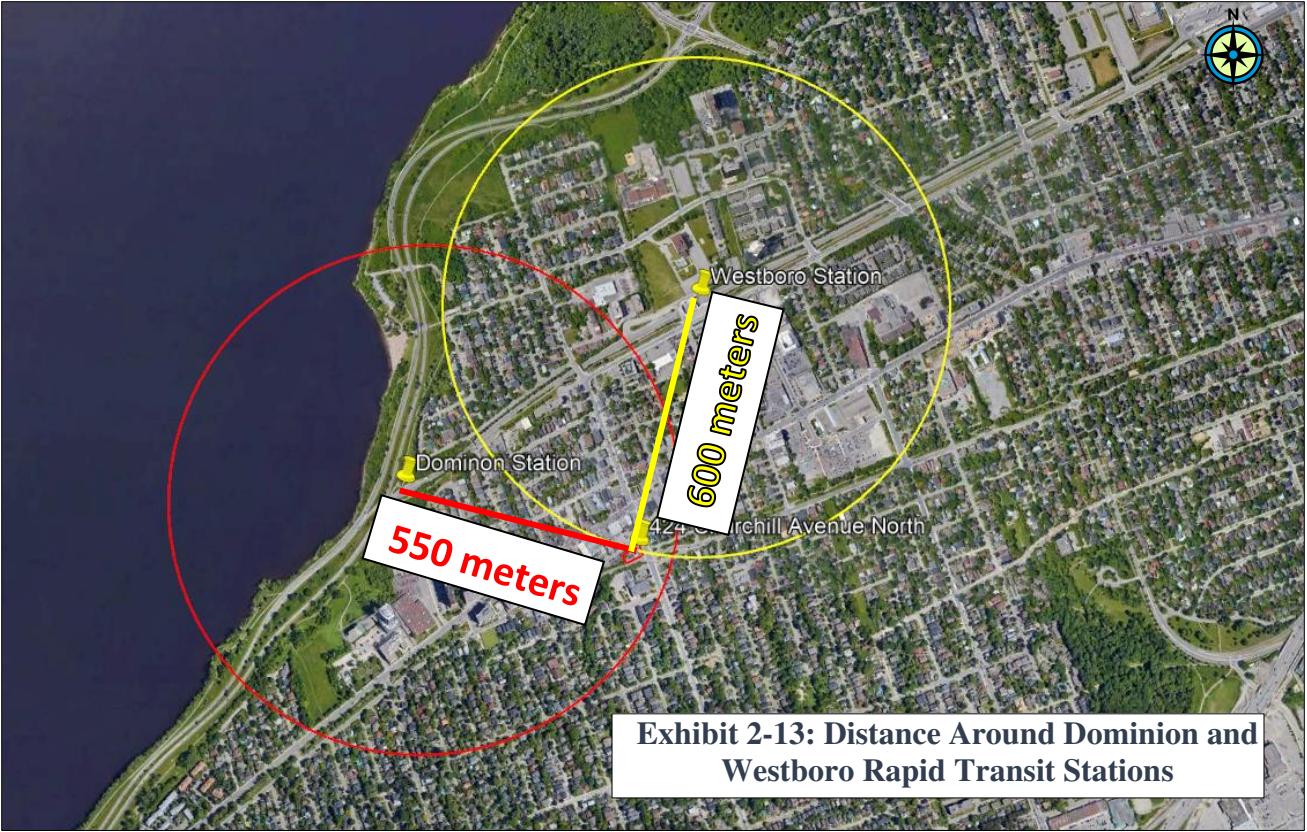 N
Westboro Station
600 meters
Dominon Station
424 Churchill Avenue North
550 meters
Exhibit 2-13: Distance Around Dominion and
Westboro Rapid Transit Stations